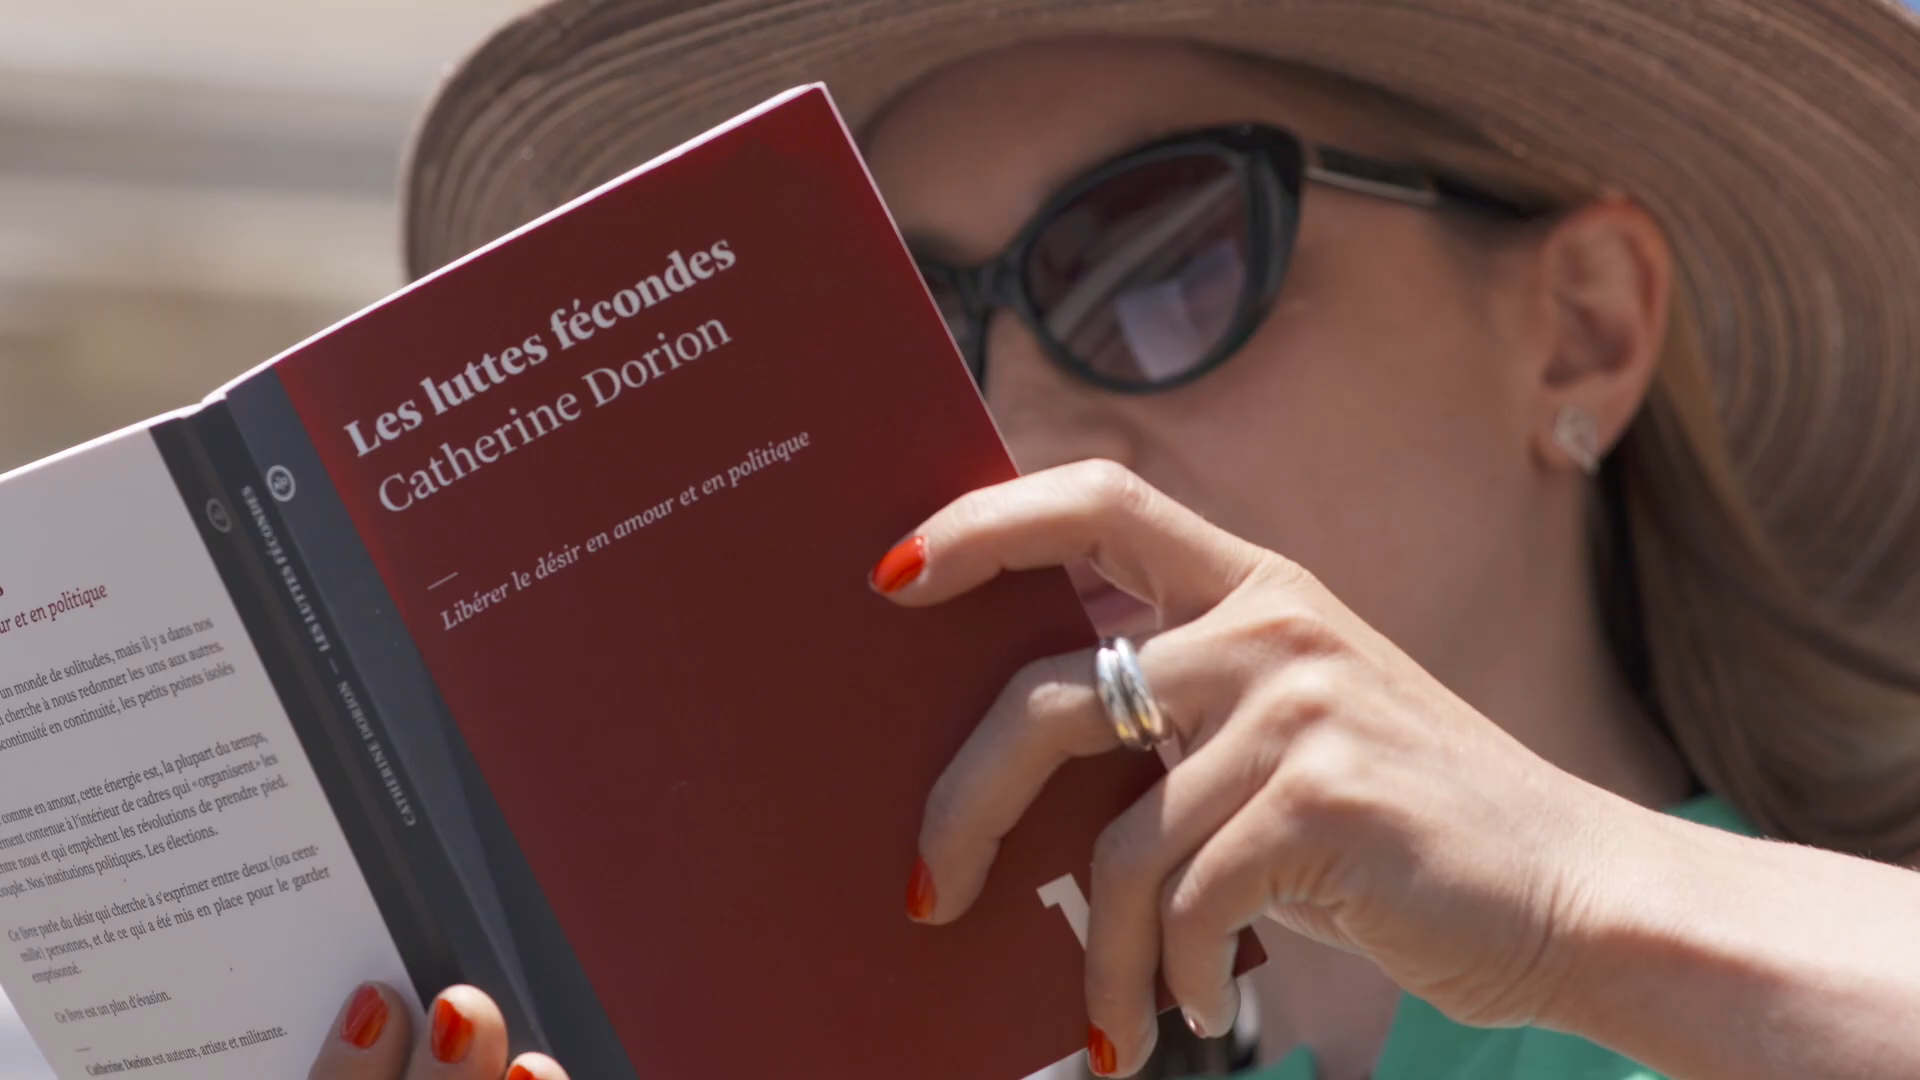 Les luttes fécondes
Catherine Dorion
—
Libérer le désir en amour et en politique
1
CATHERINE DORION — LES LUTTES FÉCONDES
ur et en politique
un monde de solitudes, mais il y a dans nos
cherche à nous redonner les uns aux autres.
scontinuité en continuité, les petits points isolés
comme en amour, cette énergie est, la plupart du temps,
ement contenue à l'intérieur de cadres qui «organisent» les
ntre nous et qui empêchent les révolutions de prendre pied.
couple. Nos institutions politiques. Les élections.
Ce livre parle du désir qui cherche à s'exprimer entre deux (ou cent-
mille) personnes, et de ce qui a été mis en place pour le garder
emprisonné.
Ce livre est un plan d'évasion.
—
Catherine Dorion est auteure, artiste et militante.